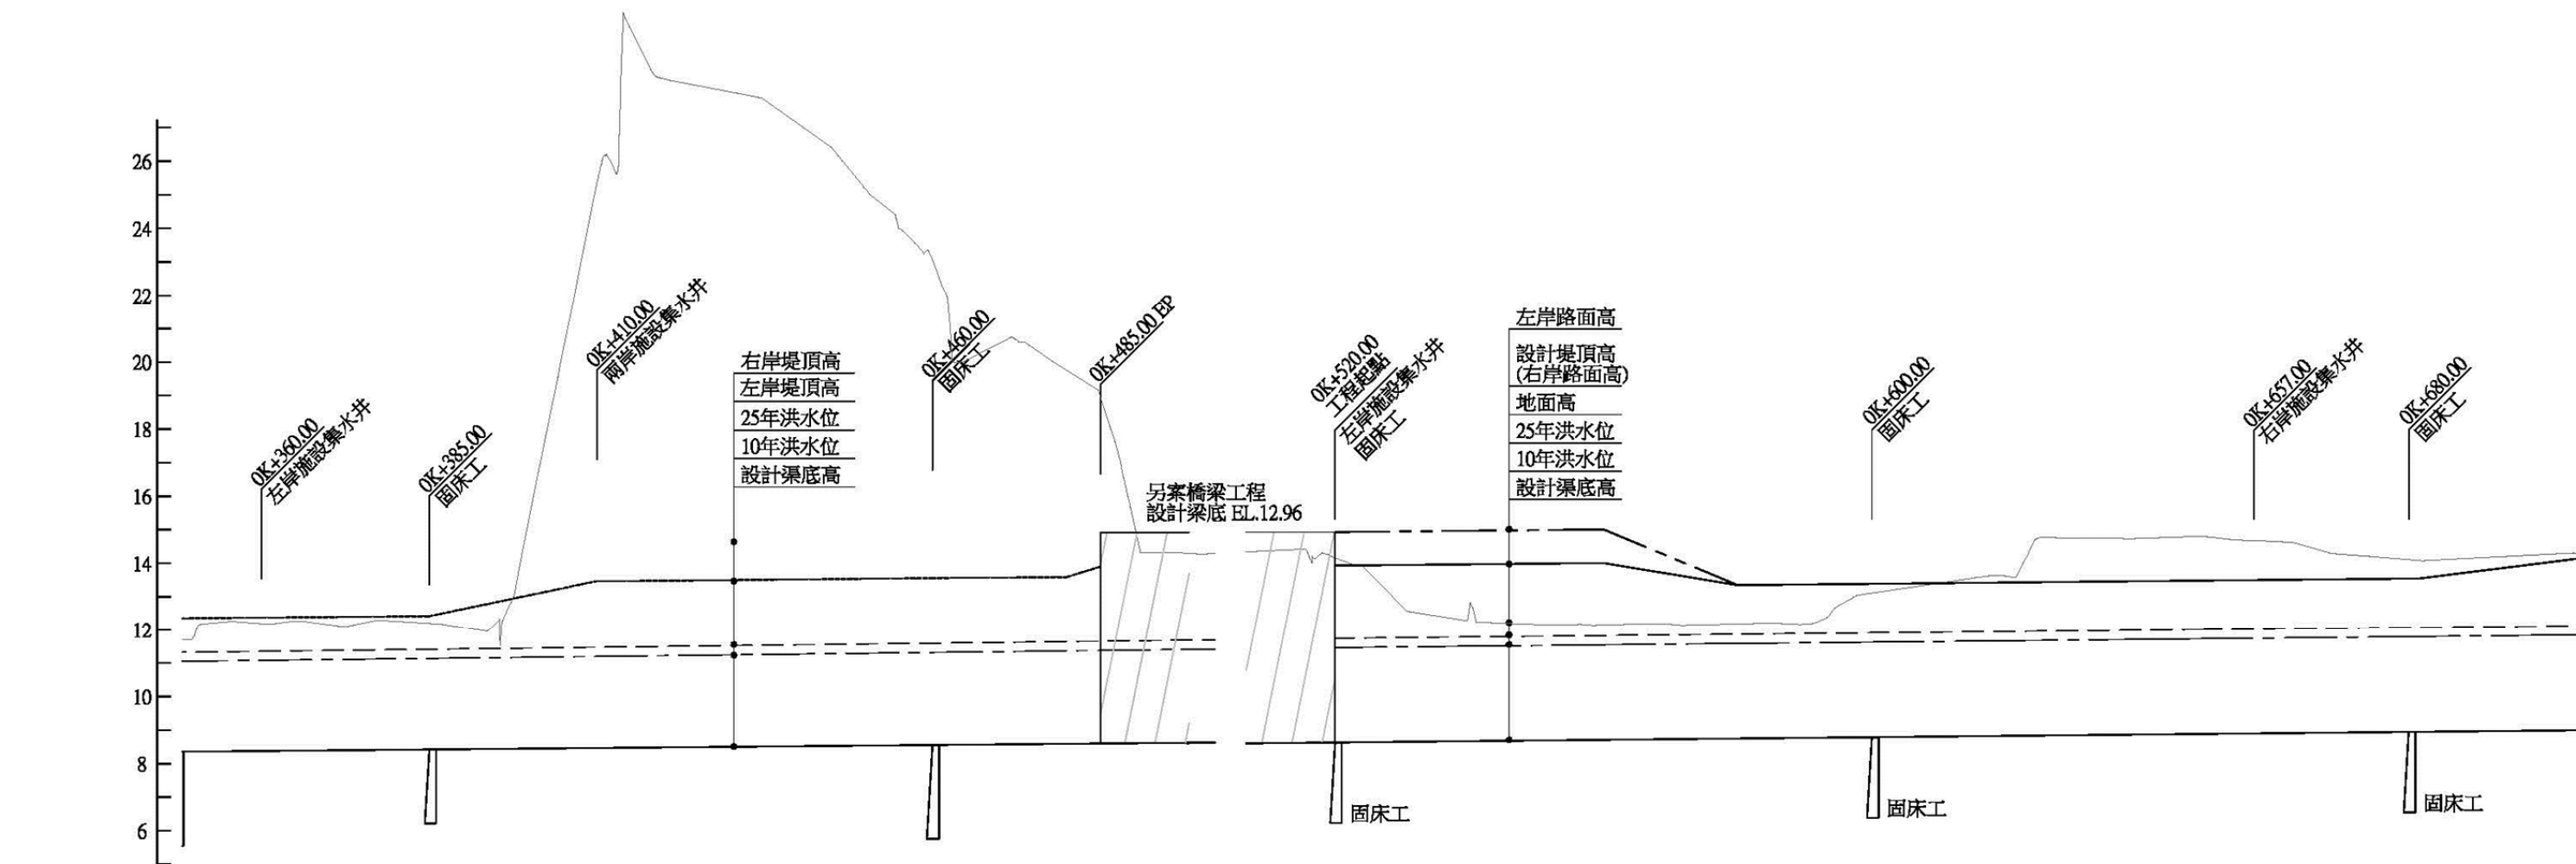 26
24
22
20
18
16
14
12
10
8
6
0K+360.00
左岸施設集水井
0K+385.00
固床工
0K+410.00
兩岸施設集水井
右岸堤頂高
左岸堤頂高
25年洪水位
10年洪水位
設計渠底高
0K+460.00
固床工
0K+485.00 EP
另案橋梁工程
設計梁底 EL.12.96
0K+520.00
工程起點
左岸施設集水井
固床工
左岸路面高
設計堤頂高
(右岸路面高)
地面高
25年洪水位
10年洪水位
設計渠底高
0K+600.00
固床工
0K+657.00
右岸施設集水井
0K+680.00
固床工
固床工
固床工
固床工